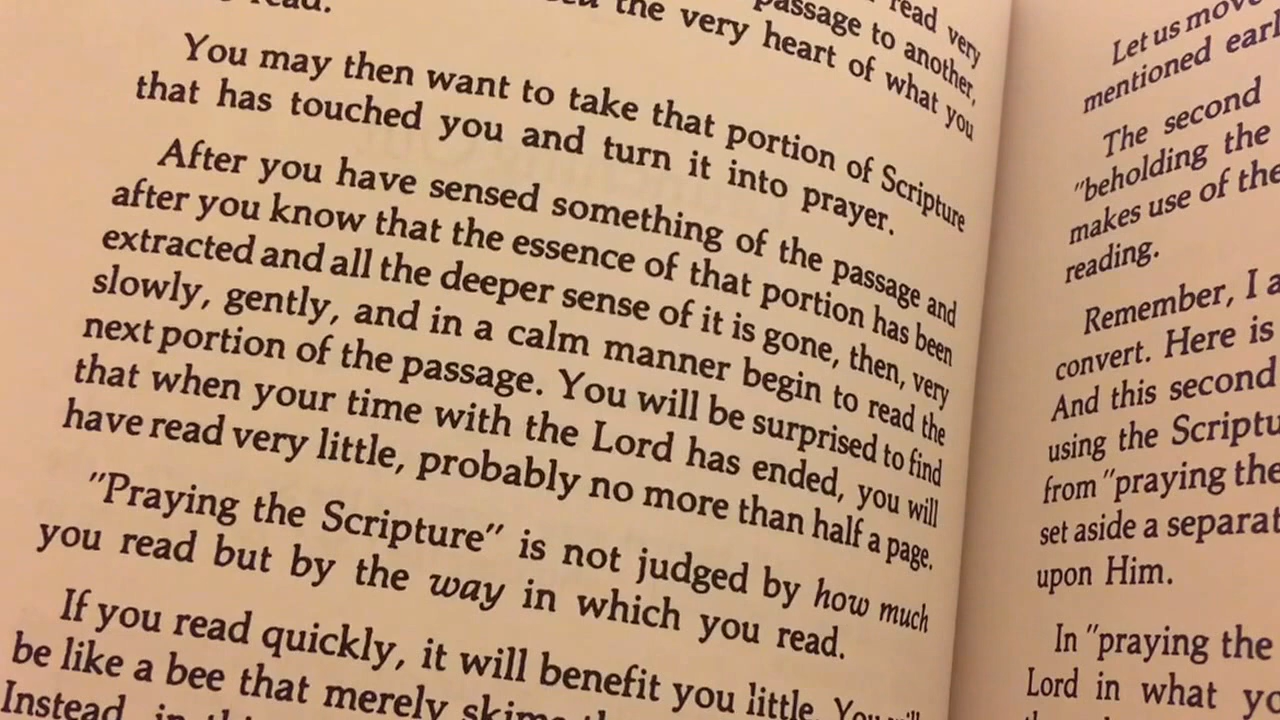 read.
the very heart of what you
passage to another,
read very
You may then want to take that portion of Scripture
that has touched you and turn it into prayer.
After you have sensed something of the passage and
after you know that the essence of that portion has been
extracted and all the deeper sense of it is gone, then, very
slowly, gently, and in a calm manner begin to read the
next portion of the passage. You will be surprised to find
that when your time with the Lord has ended, you will
have read very little, probably no more than half a page.
"Praying the Scripture" is not judged by how much
you read but by the way in which you read.
If you read quickly, it will benefit you little. You will
be like a bee that merely skims
Instead, in
Let us move
mentioned
The second
"beholding the
makes use of the
reading.
Remember, I
convert. Here is
And this second
using the
from "praying the
set aside a
upon Him.
In "praying the
Lord in what